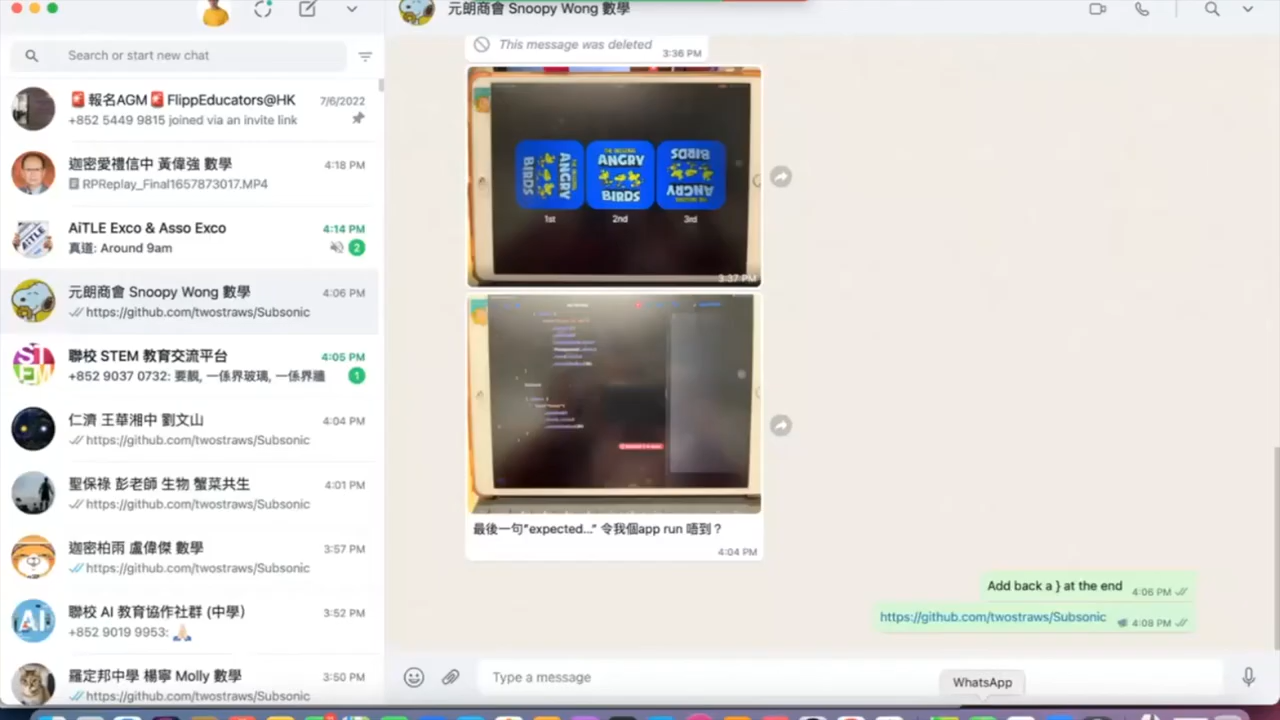 元朗商會 Snoopy Wong 數學
Search or start new chat
🚨報名AGM🚨FlippEducators@HK
7/6/2022
+852 5449 9815 joined via an invite link
迦密愛禮信中 黃偉強 數學
4:18 PM
RPReplay_Final1657873017.MP4
AiTLE Exco & Asso Exco
4:14 PM
真道: Around 9am
2
元朗商會 Snoopy Wong 數學
4:06 PM
https://github.com/twostraws/Subsonic
聯校 STEM 教育交流平台
4:05 PM
+852 9037 0732: 要靚, 一係界玻璃, 一係界牆
1
仁濟 王華湘中 劉文山
4:04 PM
https://github.com/twostraws/Subsonic
聖保祿 彭老師 生物 蟹菜共生
4:01 PM
https://github.com/twostraws/Subsonic
迦密柏雨 盧偉傑 數學
3:57 PM
https://github.com/twostraws/Subsonic
聯校 AI 教育協作社群 (中學)
3:52 PM
+852 9019 9953: 🙏🏻
羅定邦中學 楊寧 Molly 數學
3:50 PM
https://github.com/twostraws/Subsonic
This message was deleted
3:36 PM
ANGRY
BIRDS
ANGRY
BIRDS
ANGRY
BIRDS
1st
2nd
3rd
3:37 PM
最後一句“expected...” 令我個app run 唔到？
4:04 PM
Add back a } at the end
4:06 PM
https://github.com/twostraws/Subsonic
4:08 PM
Type a message
WhatsApp